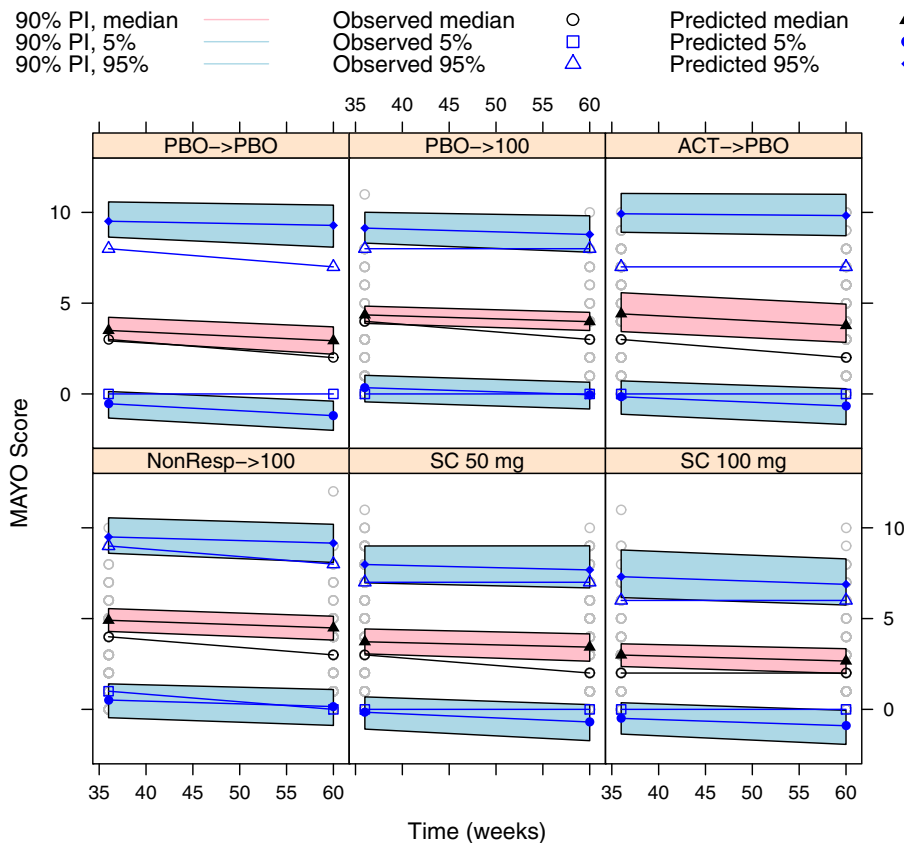 90% PI, median Observed median Predicted median
90% PI, 5% Observed 5% Predicted 5%
90% PI, 95% Observed 95% Predicted 95%
35 40 45 50 55 60
PBO->PBO PBO->100 ACT->PBO
10
5
0
NonResp->100 SC 50 mg SC 100 mg
10
5
0
MAYO Score
35 40 45 50 55 60 35 40 45 50 55 60
Time (weeks)